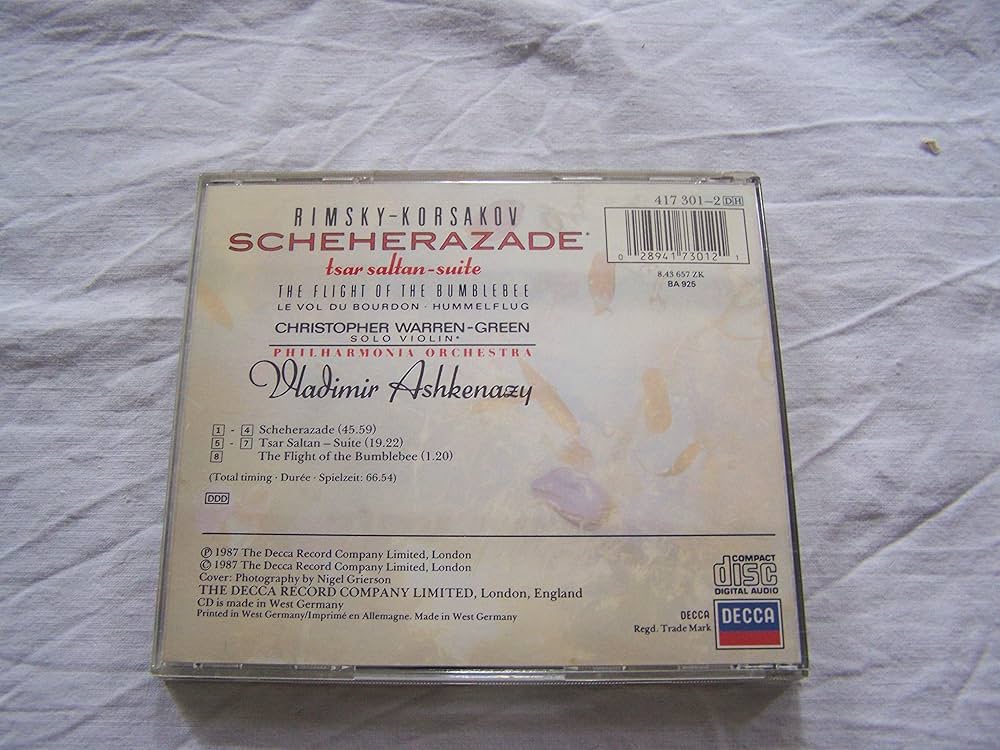 RIMSKY-KORSAKOV
SCHEHERAZADE*
tsar saltan-suite
THE FLIGHT OF THE BUMBLEBEE
LE VOL DU BOURDON · HUMMELFLUG
CHRISTOPHER WARREN-GREEN
SOLO VIOLIN*
PHILHARMONIA ORCHESTRA
Vladimir Ashkenazy
417 301-2 DH
0 28941 73012 1
8.43 657 ZK
BA 925
1 - 4 Scheherazade (45.59)
5 - 7 Tsar Saltan – Suite (19.22)
8 The Flight of the Bumblebee (1.20)
(Total timing · Durée · Spielzeit: 66.54)
DDD
℗ 1987 The Decca Record Company Limited, London
© 1987 The Decca Record Company Limited, London
Cover: Photography by Nigel Grierson
THE DECCA RECORD COMPANY LIMITED, London, England
CD is made in West Germany
Printed in West Germany/Imprimé en Allemagne. Made in West Germany
COMPACT
disc
DIGITAL AUDIO
DECCA
Regd. Trade Mark
DECCA